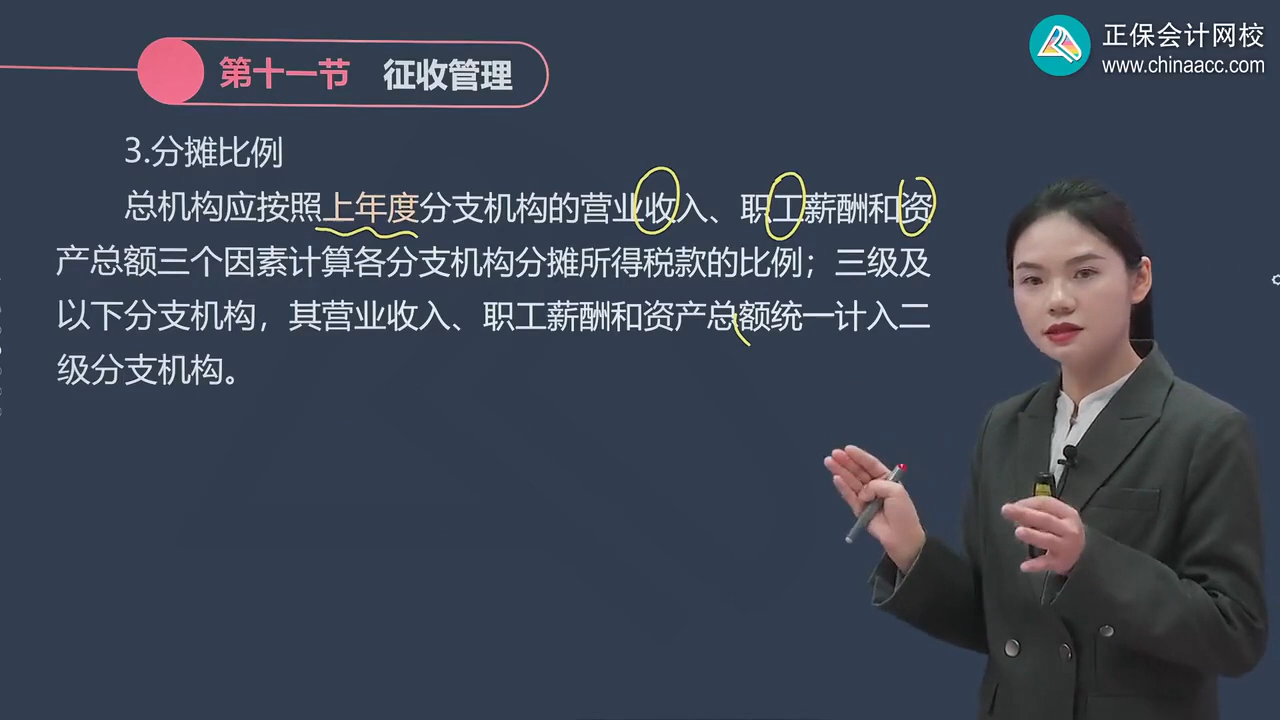 正保会计网校
www.chinaacc.com
第十一节 征收管理
3.分摊比例
总机构应按照上年度分支机构的营业收入、职工薪酬和资
产总额三个因素计算各分支机构分摊所得税款的比例；三级及
以下分支机构，其营业收入、职工薪酬和资产总额统一计入二
级分支机构。